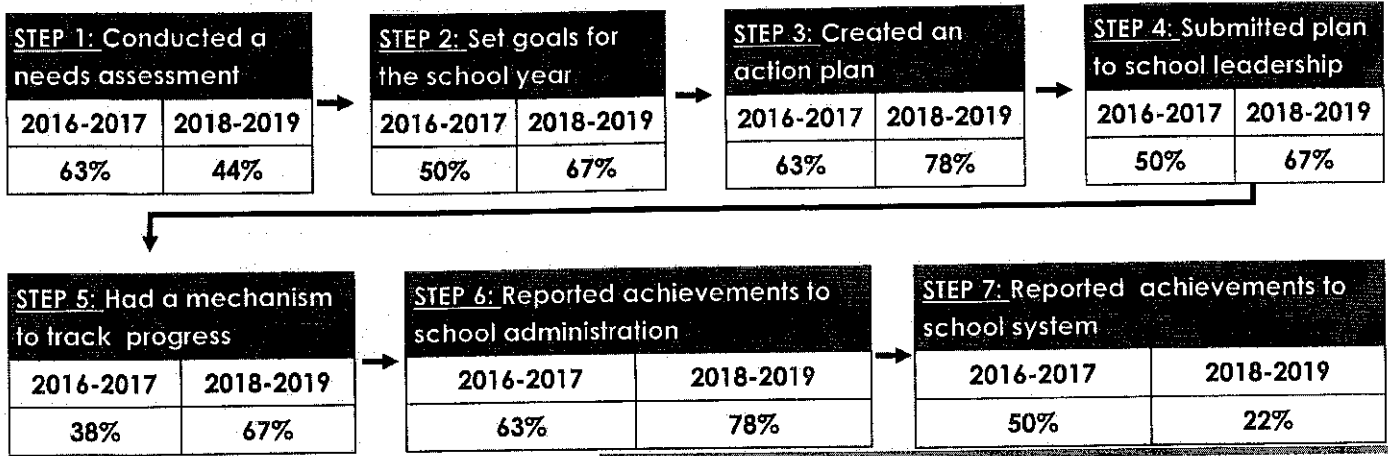 STEP 1: Conducted a
needs assessment
2016-2017 2018-2019
63% 44%
STEP 2: Set goals for
the school year
2016-2017 2018-2019
50% 67%
STEP 3: Created an
action plan
2016-2017 2018-2019
63% 78%
STEP 4: Submitted plan
to school leadership
2016-2017 2018-2019
50% 67%
STEP 5: Had a mechanism
to track progress
2016-2017 2018-2019
38% 67%
STEP 6: Reported achievements to
school administration
2016-2017 2018-2019
63% 78%
STEP 7: Reported achievements to
school system
2016-2017 2018-2019
50% 22%